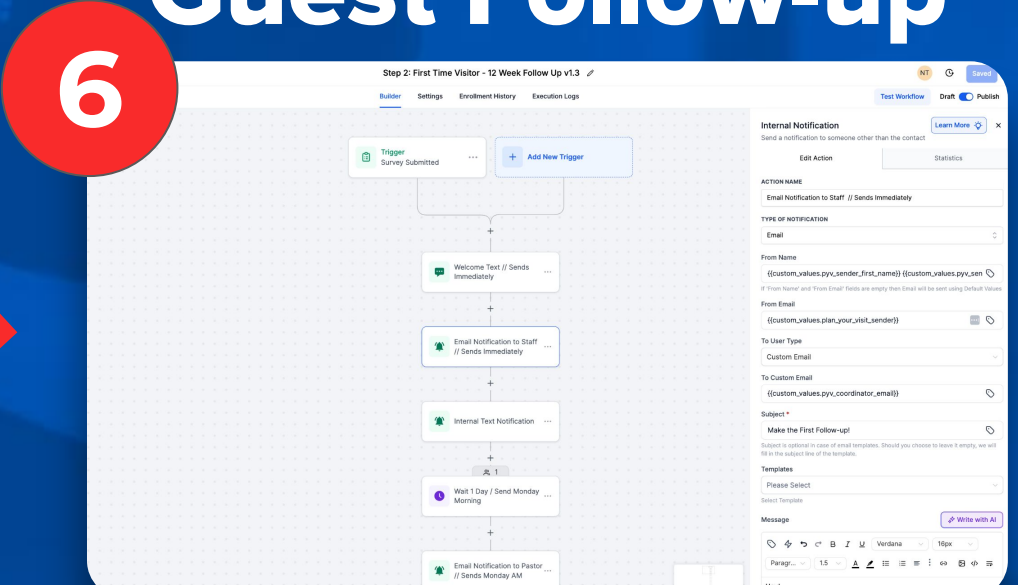 Guest Follow-up
6
Step 2: First Time Visitor - 12 Week Follow Up v1.3
NT
Saved
Builder
Settings
Enrollment History
Execution Logs
Test Workflow
Draft
Publish
Trigger
Survey Submitted
Add New Trigger
Welcome Text // Sends
Immediately
Email Notification to Staff
// Sends Immediately
Internal Text Notification
1
Wait 1 Day / Send Monday
Morning
Email Notification to Pastor
// Sends Monday AM
Internal Notification
Learn More
Send a notification to someone other than the contact
Edit Action
Statistics
ACTION NAME
Email Notification to Staff // Sends Immediately
TYPE OF NOTIFICATION
Email
From Name
{{custom_values.pyv_sender_first_name}} {{custom_values.pyv_sen
If 'From Name' and 'From Email' fields are empty then Email will be sent using Default Values
From Email
{{custom_values.plan_your_visit_sender}}
To User Type
Custom Email
To Custom Email
{{custom_values.pyv_coordinator_email}}
Subject *
Make the First Follow-up!
Subject is optional in case of email templates. Should you choose to leave it empty, we will
fill in the subject line of the template.
Templates
Please Select
Select Template
Message
Write with AI
B I U Verdana 16px
Paragr... 1.5 A